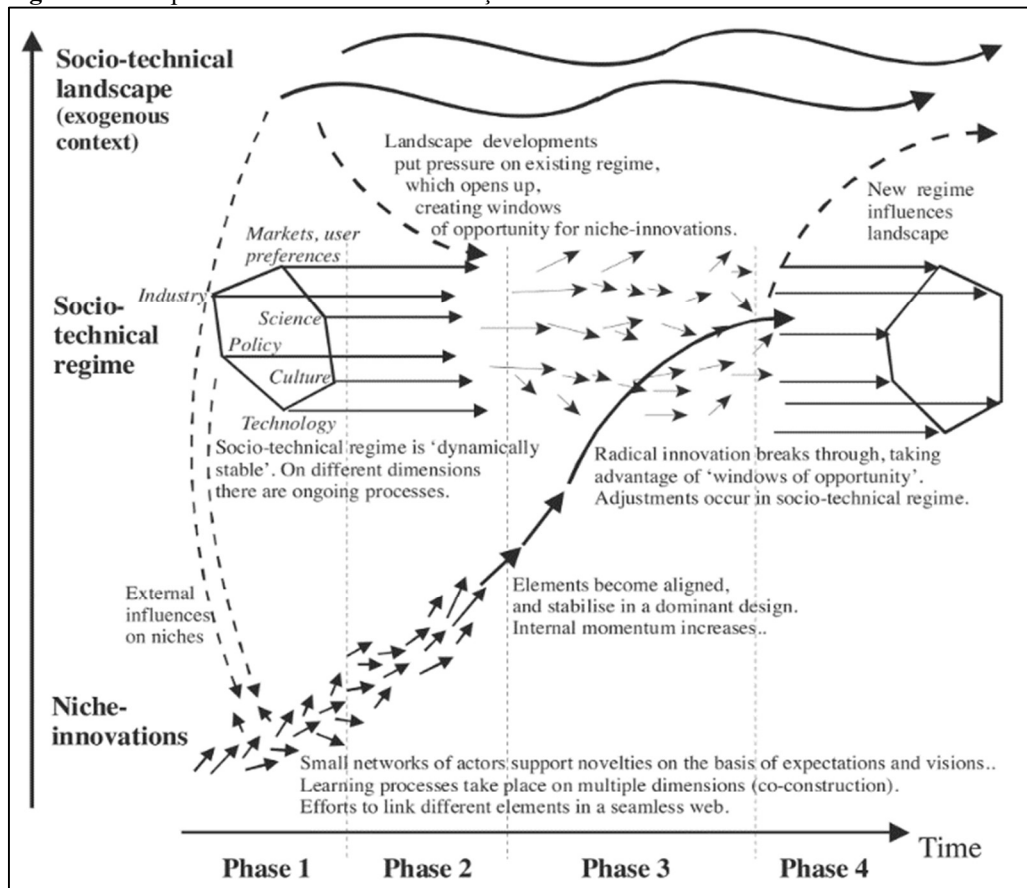 Socio-technical
landscape
(exogenous
context)
Landscape developments
put pressure on existing regime,
which opens up,
creating windows
of opportunity for niche-innovations.
New regime
influences
landscape
Markets, user
preferences
Industry
Science
Policy
Culture
Technology
Socio-
technical
regime
Socio-technical regime is ‘dynamically
stable’. On different dimensions
there are ongoing processes.
Radical innovation breaks through, taking
advantage of ‘windows of opportunity’.
Adjustments occur in socio-technical regime.
External
influences
on niches
Elements become aligned,
and stabilise in a dominant design.
Internal momentum increases..
Niche-
innovations
Small networks of actors support novelties on the basis of expectations and visions..
Learning processes take place on multiple dimensions (co-construction).
Efforts to link different elements in a seamless web.
Time
Phase 1
Phase 2
Phase 3
Phase 4